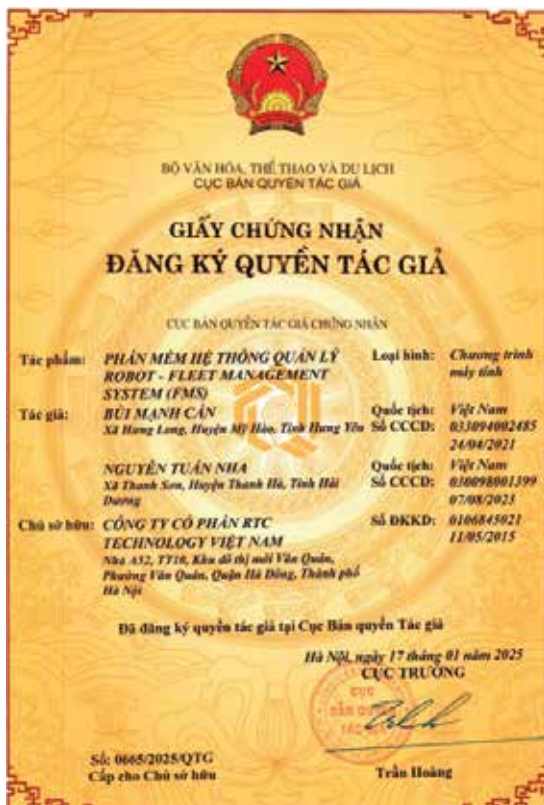 BỘ VĂN HÓA, THỂ THAO VÀ DU LỊCH
CỤC BẢN QUYỀN TÁC GIẢ
GIẤY CHỨNG NHẬN
ĐĂNG KÝ QUYỀN TÁC GIẢ
CỤC BẢN QUYỀN TÁC GIẢ CHỨNG NHẬN
Tác phẩm: PHẦN MỀM HỆ THỐNG QUẢN LÝ Loại hình: Chương trình
ROBOT - FLEET MANAGEMENT máy tính
SYSTEM (FMS)
Tác giả: BÙI MẠNH CẦN Quốc tịch: Việt Nam
Xã Hưng Long, Huyện Mỹ Hào, Tỉnh Hưng Yên Số CCCD: 033094002485
24/04/2021
NGUYỄN TUẤN NHA Quốc tịch: Việt Nam
Xã Thanh Sơn, Huyện Thanh Hà, Tỉnh Hải Số CCCD: 030098001399
Dương 07/08/2023
Chủ sở hữu: CÔNG TY CỔ PHẦN RTC Số ĐKKD: 0106845021
TECHNOLOGY VIỆT NAM 11/05/2015
Nhà A52, TT10, Khu đô thị mới Văn Quán,
Phường Văn Quán, Quận Hà Đông, Thành phố
Hà Nội
Đã đăng ký quyền tác giả tại Cục Bản quyền Tác giả
Hà Nội, ngày 17 tháng 01 năm 2025
CỤC TRƯỞNG
CỤC
BẢN QUYỀN
TÁC GIẢ
Số: 0665/2025/QTG
Cấp cho Chủ sở hữu Trần Hoàng